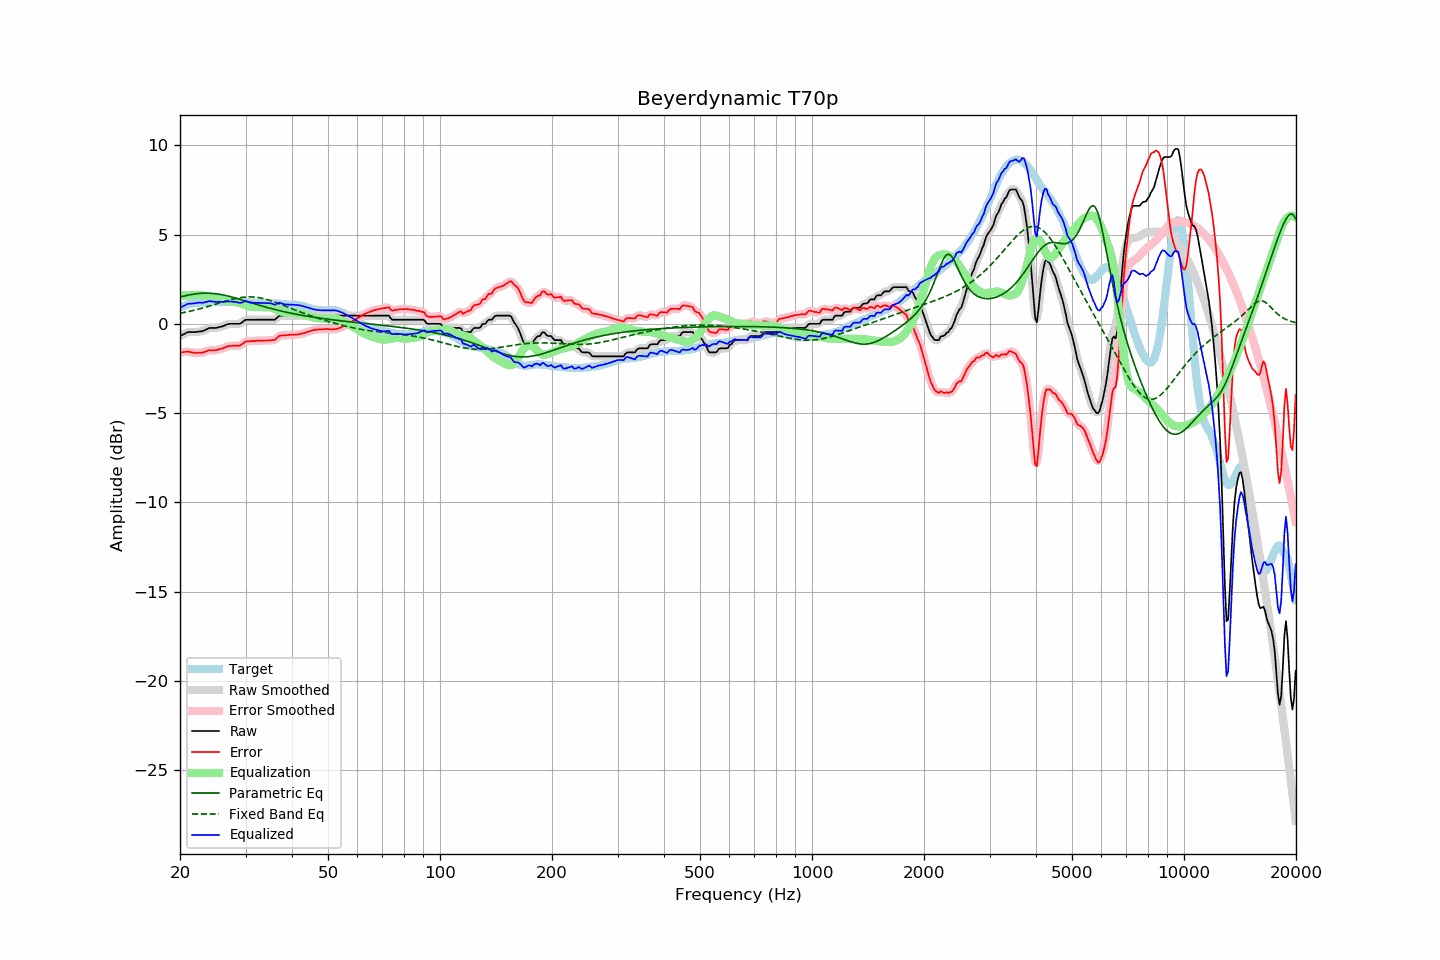 Beyerdynamic T70p
10
5
0
−5
−10
−15
−20
−25
Amplitude (dBr)
Target
Raw Smoothed
Error Smoothed
Raw
Error
Equalization
Parametric Eq
Fixed Band Eq
Equalized
20 50 100 200 500 1000 2000 5000 10000 20000
Frequency (Hz)